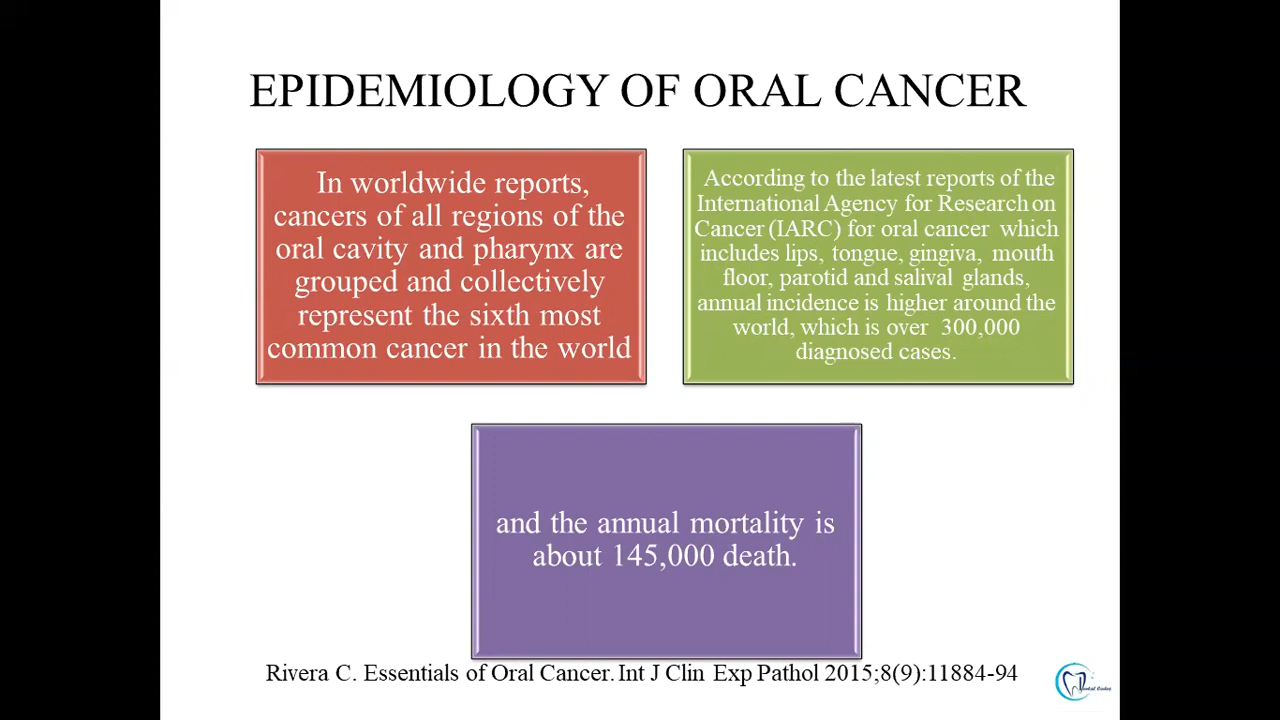 EPIDEMIOLOGY OF ORAL CANCER
In worldwide reports,
cancers of all regions of the
oral cavity and pharynx are
grouped and collectively
represent the sixth most
common cancer in the world
According to the latest reports of the
International Agency for Research on
Cancer (IARC) for oral cancer which
includes lips, tongue, gingiva, mouth
floor, parotid and salival glands,
annual incidence is higher around the
world, which is over 300,000
diagnosed cases.
and the annual mortality is
about 145,000 death.
Rivera C. Essentials of Oral Cancer. Int J Clin Exp Pathol 2015;8(9):11884-94